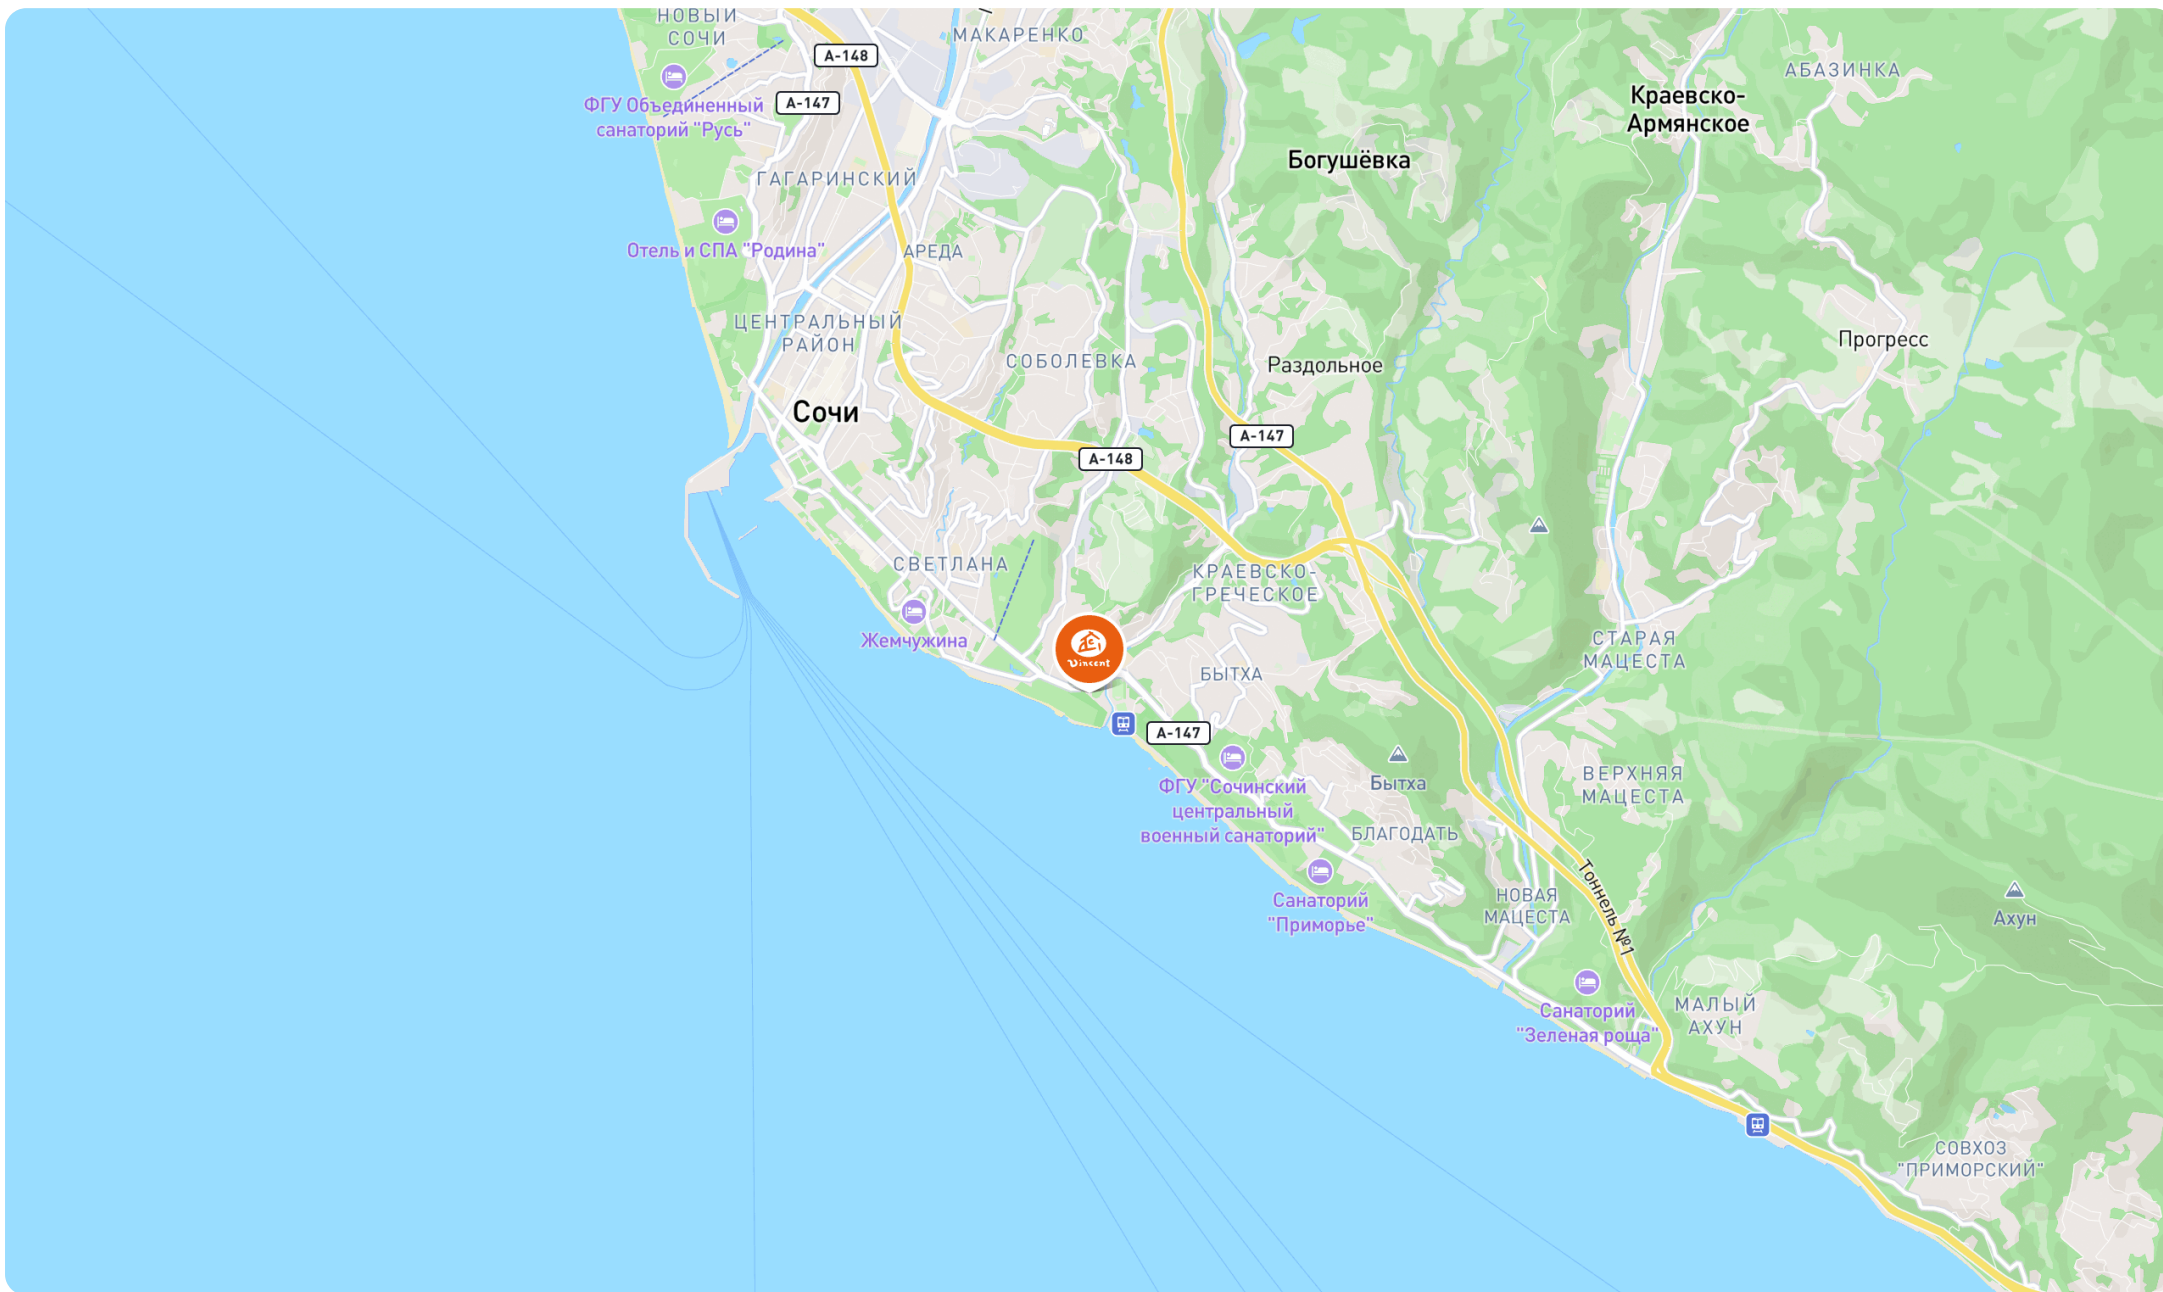 НОВЫЙ
СОЧИ
МАКАРЕНКО
А-148
А-147
ФГУ Объединенный
санаторий "Русь"
АБАЗИНКА
Краевско-
Армянское
Богушёвка
ГАГАРИНСКИЙ
Отель и СПА "Родина"
АРЕДА
ЦЕНТРАЛЬНЫЙ
РАЙОН
СОБОЛЕВКА
Раздольное
Прогресс
Сочи
А-147
А-148
СВЕТЛАНА
КРАЕВСКО-
ГРЕЧЕСКОЕ
Жемчужина
Vincent
СТАРАЯ
МАЦЕСТА
БЫТХА
А-147
ФГУ "Сочинский
центральный
военный санаторий"
Бытха
ВЕРХНЯЯ
МАЦЕСТА
БЛАГОДАТЬ
Тоннель №1
Санаторий
"Приморье"
НОВАЯ
МАЦЕСТА
Ахун
Санаторий
"Зеленая роща"
МАЛЫЙ
АХУН
СОВХОЗ
"ПРИМОРСКИЙ"